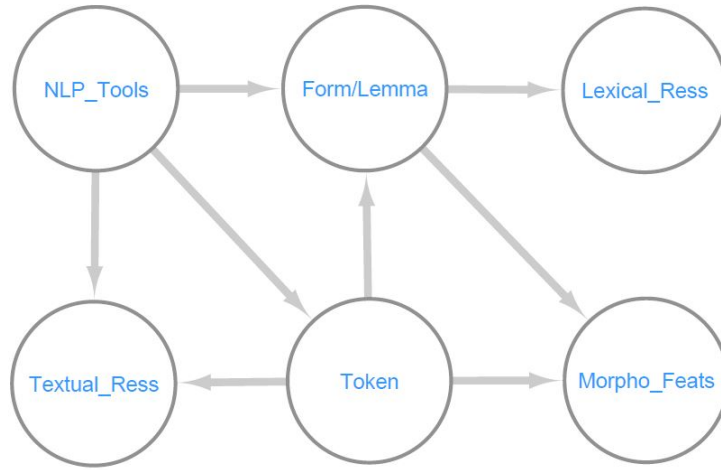 NLP_Tools
Form/Lemma
Lexical_Ress
Textual_Ress
Token
Morpho_Feats